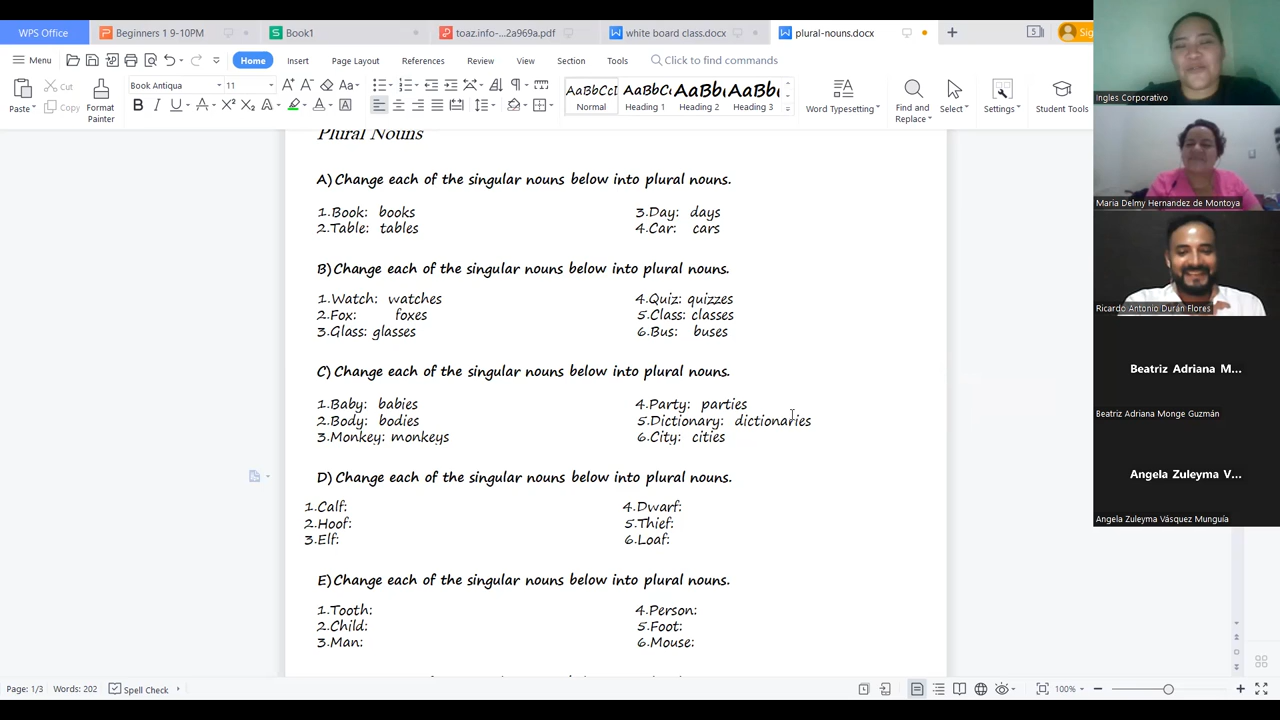 WPS Office Beginners 1 9-10PM Book1 toaz.info-...2a969a.pdf white board class.docx plural-nouns.docx
Menu Home Insert Page Layout References Review View Section Tools Click to find commands
Paste Cut Copy Format Painter Book Antiqua 11 AaBbCcI Normal AaBb( Heading 1 AaBb( Heading 2 AaBb( Heading 3 Word Typesetting Find and Replace Select Settings Student Tools
Plural Nouns
A) Change each of the singular nouns below into plural nouns.
1.Book: books 3.Day: days
2.Table: tables 4.Car: cars
B) Change each of the singular nouns below into plural nouns.
1.Watch: watches 4.Quiz: quizzes
2.Fox: foxes 5.Class: classes
3.Glass: glasses 6.Bus: buses
C) Change each of the singular nouns below into plural nouns.
1.Baby: babies 4.Party: parties
2.Body: bodies 5.Dictionary: dictionaries
3.Monkey: monkeys 6.City: cities
D) Change each of the singular nouns below into plural nouns.
1.Calf: 4.Dwarf:
2.Hoof: 5.Thief:
3.Elf: 6.Loaf:
E) Change each of the singular nouns below into plural nouns.
1.Tooth: 4.Person:
2.Child: 5.Foot:
3.Man: 6.Mouse:
Page: 1/3 Words: 202 Spell Check 100%
Ingles Corporativo
Maria Delmy Hernandez de Montoya
Ricardo Antonio Durán Flores
Beatriz Adriana M...
Beatriz Adriana Monge Guzmán
Angela Zuleyma V...
Angela Zuleyma Vásquez Munguía